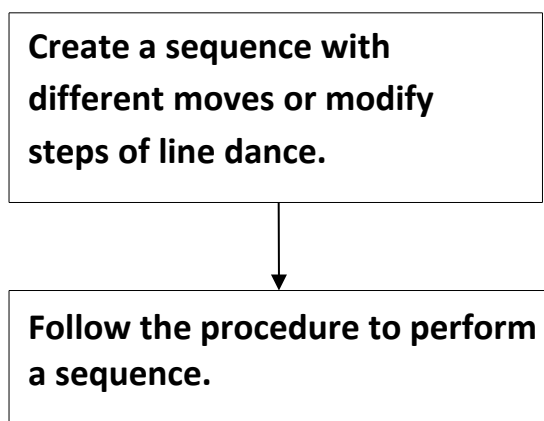 Create a sequence with
different moves or modify
steps of line dance.
Follow the procedure to perform
a sequence.